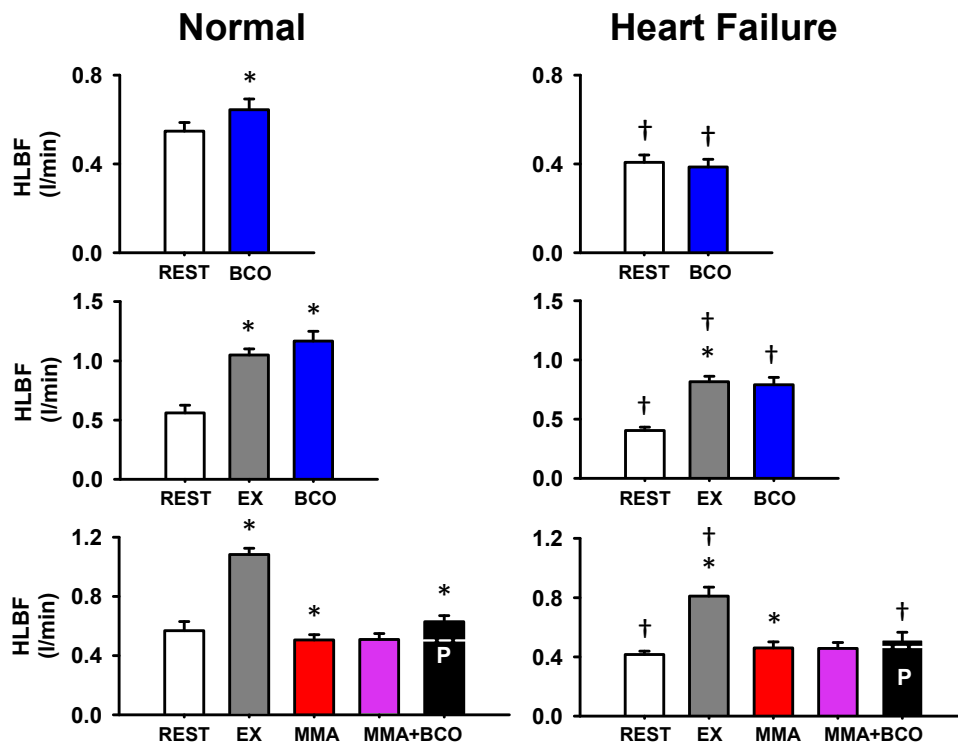 Normal
Heart Failure
HLBF
(l/min)
0.8
0.4
0.0
*
REST BCO
0.8
0.4
0.0
† †
REST BCO
HLBF
(l/min)
1.5
1.0
0.5
0.0
* *
REST EX BCO
1.5
1.0
0.5
0.0
†
* †
†
REST EX BCO
HLBF
(l/min)
1.2
0.8
0.4
0.0
*
* *
P
REST EX MMA MMA+BCO
1.2
0.8
0.4
0.0
†
*
* †
†
P
REST EX MMA MMA+BCO